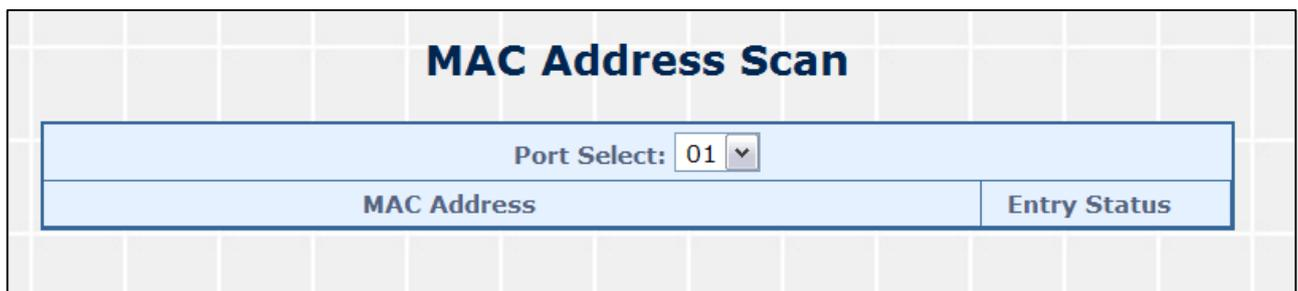 MAC Address Scan
Port Select: 01
MAC Address Entry Status